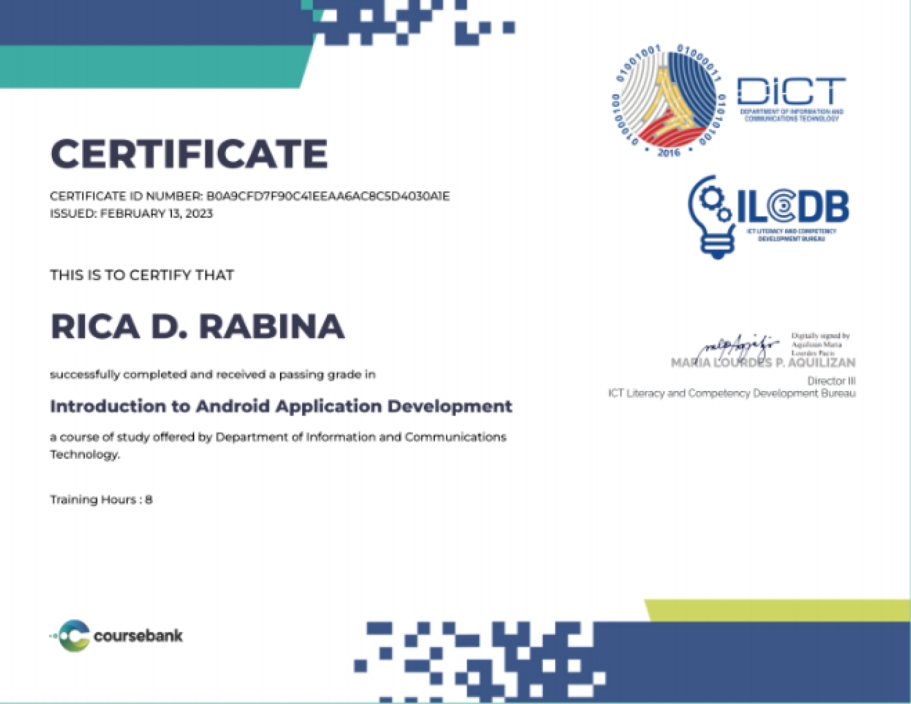 CERTIFICATE
CERTIFICATE ID NUMBER: B0A9CFD7F90C41EEAA6AC8C5D4030A1E
ISSUED: FEBRUARY 13, 2023
THIS IS TO CERTIFY THAT
RICA D. RABINA
successfully completed and received a passing grade in
Introduction to Android Application Development
a course of study offered by Department of Information and Communications
Technology.
Training Hours : 8
coursebank
01000100 01001001 01000011 01010100
• 2016 •
DICT
DEPARTMENT OF INFORMATION AND
COMMUNICATIONS TECHNOLOGY
ILCDB
ICT LITERACY AND COMPETENCY
DEVELOPMENT BUREAU
Digitally signed by
Aquilizan Maria
Lourdes Pacis
MARIA LOURDES P. AQUILIZAN
Director III
ICT Literacy and Competency Development Bureau